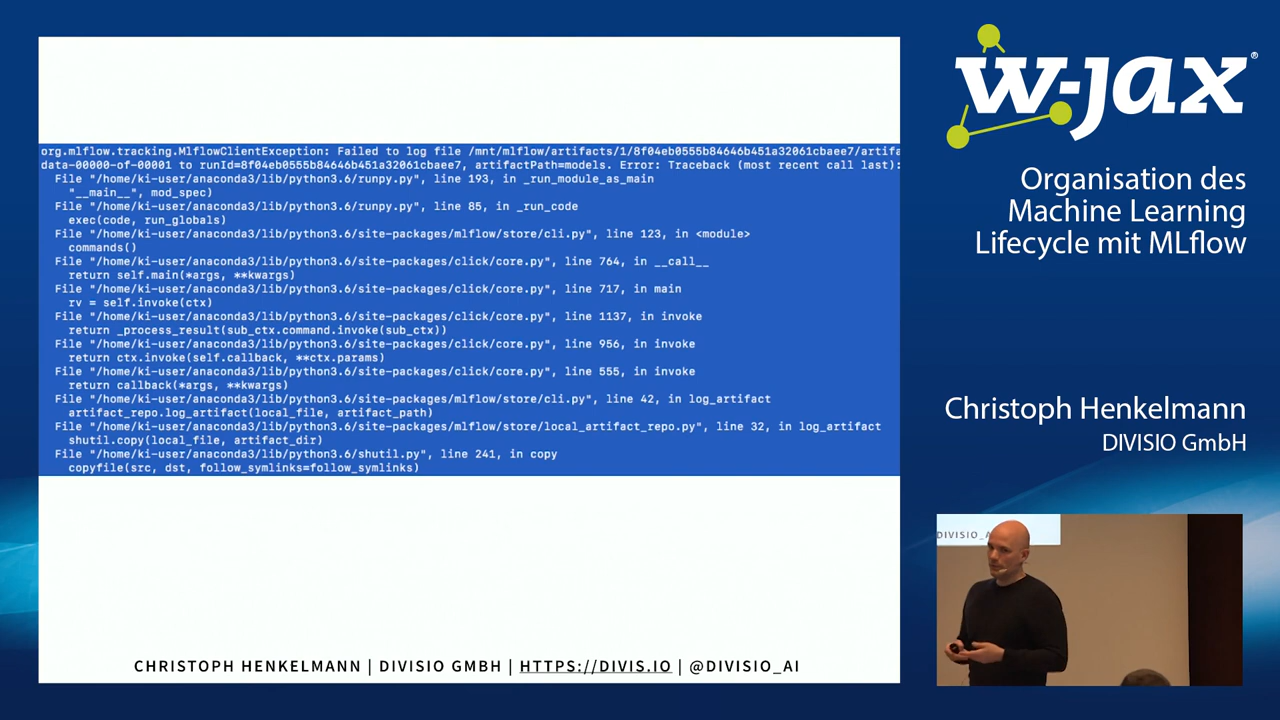 org.mlflow.tracking.MlflowClientException: Failed to log file /mnt/mlflow/artifacts/1/8f04eb0555b84646b451a32061cbaee7/artifa
data-00000-of-00001 to runId=8f04eb0555b84646b451a32061cbaee7, artifactPath=models. Error: Traceback (most recent call last):
File "/home/ki-user/anaconda3/lib/python3.6/runpy.py", line 193, in _run_module_as_main
"__main__", mod_spec)
File "/home/ki-user/anaconda3/lib/python3.6/runpy.py", line 85, in _run_code
exec(code, run_globals)
File "/home/ki-user/anaconda3/lib/python3.6/site-packages/mlflow/store/cli.py", line 123, in <module>
commands()
File "/home/ki-user/anaconda3/lib/python3.6/site-packages/click/core.py", line 764, in __call__
return self.main(*args, **kwargs)
File "/home/ki-user/anaconda3/lib/python3.6/site-packages/click/core.py", line 717, in main
rv = self.invoke(ctx)
File "/home/ki-user/anaconda3/lib/python3.6/site-packages/click/core.py", line 1137, in invoke
return _process_result(sub_ctx.command.invoke(sub_ctx))
File "/home/ki-user/anaconda3/lib/python3.6/site-packages/click/core.py", line 956, in invoke
return ctx.invoke(self.callback, **ctx.params)
File "/home/ki-user/anaconda3/lib/python3.6/site-packages/click/core.py", line 555, in invoke
return callback(*args, **kwargs)
File "/home/ki-user/anaconda3/lib/python3.6/site-packages/mlflow/store/cli.py", line 42, in log_artifact
artifact_repo.log_artifact(local_file, artifact_path)
File "/home/ki-user/anaconda3/lib/python3.6/site-packages/mlflow/store/local_artifact_repo.py", line 32, in log_artifact
shutil.copy(local_file, artifact_dir)
File "/home/ki-user/anaconda3/lib/python3.6/shutil.py", line 241, in copy
copyfile(src, dst, follow_symlinks=follow_symlinks)
CHRISTOPH HENKELMANN | DIVISIO GMBH | HTTPS://DIVIS.IO | @DIVISIO_AI
w-jax®
Organisation des
Machine Learning
Lifecycle mit MLflow
Christoph Henkelmann
DIVISIO GmbH
DIVISIO_A